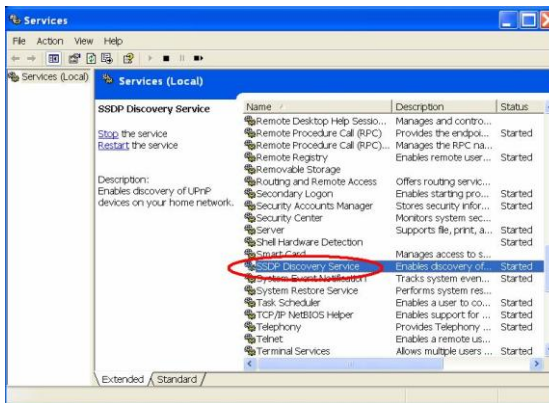 Services
File Action View Help
Services (Local)
Services (Local)
SSDP Discovery Service
Stop the service
Restart the service
Description:
Enables discovery of UPnP
devices on your home network.
Name Description Status
Remote Desktop Help Sessio... Manages and contro...
Remote Procedure Call (RPC) Provides the endpoi... Started
Remote Procedure Call (RPC)... Manages the RPC na...
Remote Registry Enables remote user... Started
Removable Storage
Routing and Remote Access Offers routing servic...
Secondary Logon Enables starting pro... Started
Security Accounts Manager Stores security infor... Started
Security Center Monitors system sec...
Server Supports file, print, a... Started
Shell Hardware Detection Started
Smart Card Manages access to s...
SSDP Discovery Service Enables discovery of... Started
System Event Notification Tracks system even... Started
System Restore Service Performs system res...
Task Scheduler Enables a user to co... Started
TCP/IP NetBIOS Helper Enables support for ... Started
Telephony Provides Telephony ... Started
Telnet Enables a remote us...
Terminal Services Allows multiple users ... Started
Extended Standard